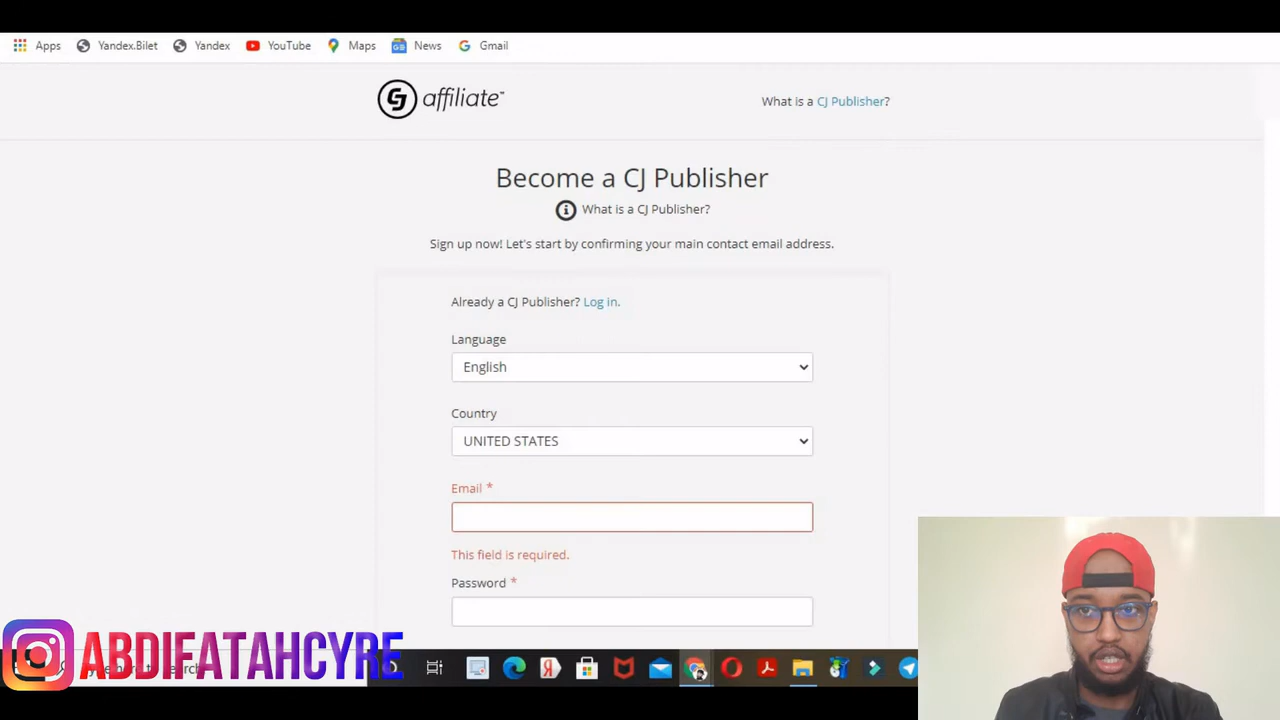 Apps Yandex.Bilet Yandex YouTube Maps News Gmail
CJ affiliate
What is a CJ Publisher?
Become a CJ Publisher
What is a CJ Publisher?
Sign up now! Let's start by confirming your main contact email address.
Already a CJ Publisher? Log in.
Language
English
Country
UNITED STATES
Email *
This field is required.
Password *
ABDIFATAHCYRE